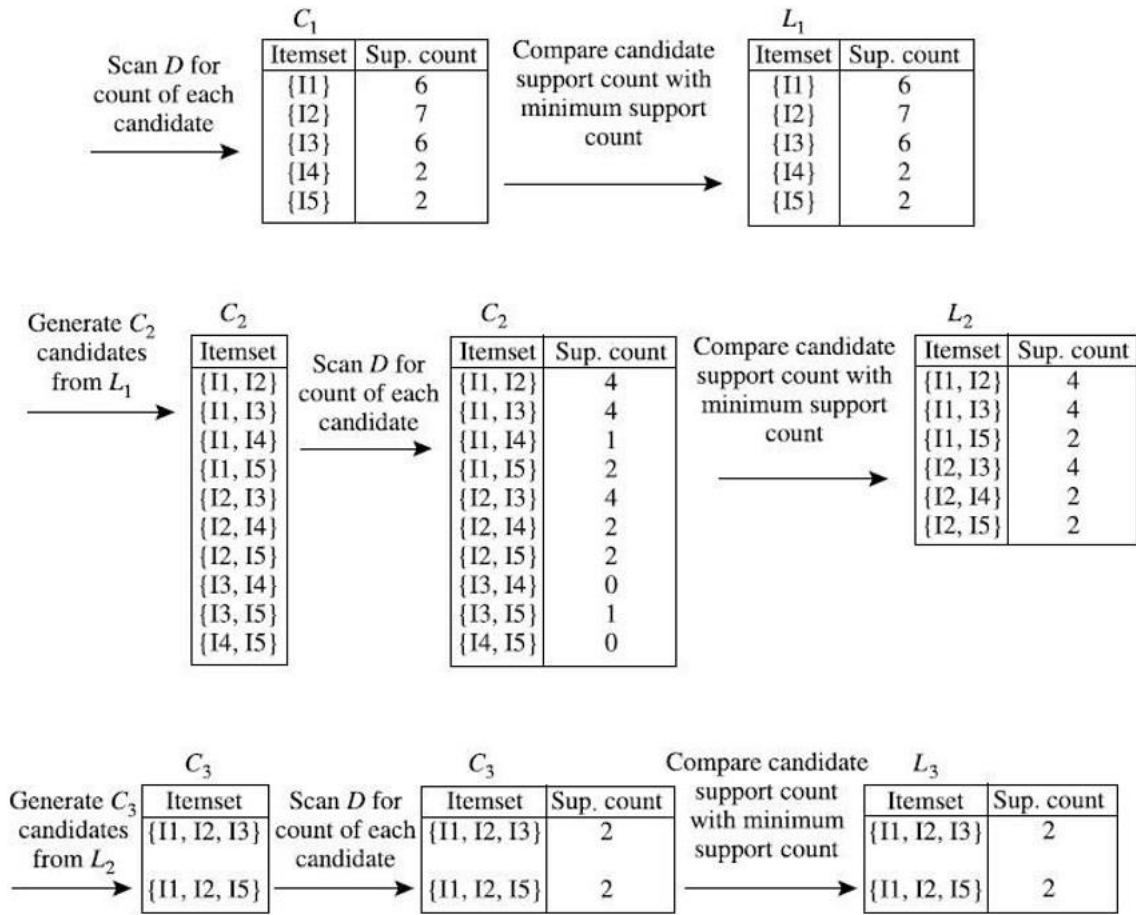 C1
L1
Scan D for
count of each
candidate
Itemset Sup. count
{I1} 6
{I2} 7
{I3} 6
{I4} 2
{I5} 2
Compare candidate
support count with
minimum support
count
Itemset Sup. count
{I1} 6
{I2} 7
{I3} 6
{I4} 2
{I5} 2
Generate C2
candidates
from L1
C2
Itemset
{I1, I2}
{I1, I3}
{I1, I4}
{I1, I5}
{I2, I3}
{I2, I4}
{I2, I5}
{I3, I4}
{I3, I5}
{I4, I5}
Scan D for
count of each
candidate
C2
Itemset Sup. count
{I1, I2} 4
{I1, I3} 4
{I1, I4} 1
{I1, I5} 2
{I2, I3} 4
{I2, I4} 2
{I2, I5} 2
{I3, I4} 0
{I3, I5} 1
{I4, I5} 0
Compare candidate
support count with
minimum support
count
L2
Itemset Sup. count
{I1, I2} 4
{I1, I3} 4
{I1, I5} 2
{I2, I3} 4
{I2, I4} 2
{I2, I5} 2
Generate C3
candidates
from L2
C3
Itemset
{I1, I2, I3}
{I1, I2, I5}
Scan D for
count of each
candidate
C3
Itemset Sup. count
{I1, I2, I3} 2
{I1, I2, I5} 2
Compare candidate
support count
with minimum
support count
L3
Itemset Sup. count
{I1, I2, I3} 2
{I1, I2, I5} 2